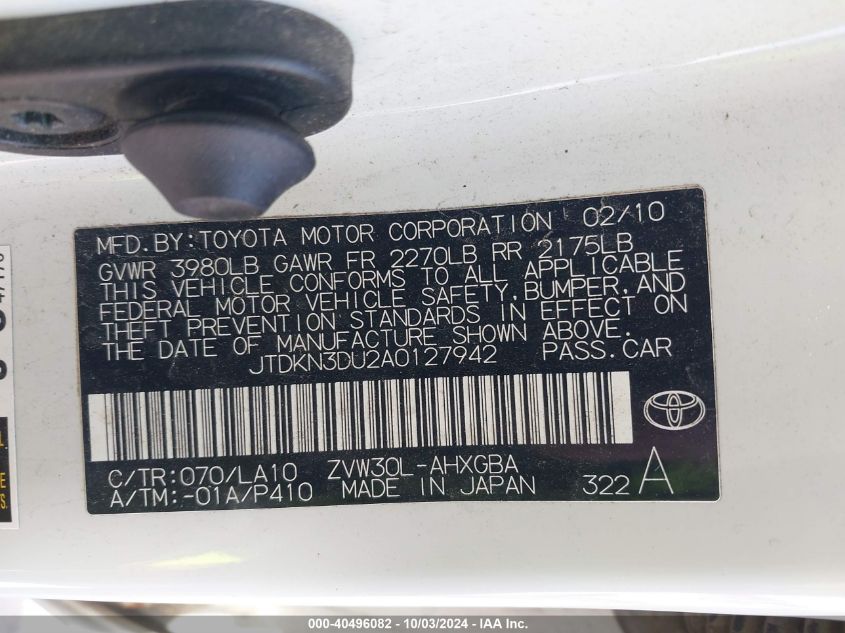 MFD.BY:TOYOTA MOTOR CORPORATION 02/10
GVWR 3980LB GAWR FR 2270LB RR 2175LB
THIS VEHICLE CONFORMS TO ALL APPLICABLE
FEDERAL MOTOR VEHICLE SAFETY,BUMPER,AND
THEFT PREVENTION STANDARDS IN EFFECT ON
THE DATE OF MANUFACTURE SHOWN ABOVE.
JTDKN3DU2A0127942 PASS.CAR
C/TR:070/LA10 ZVW30L-AHXGBA
A/TM:-01A/P410 MADE IN JAPAN 322 A
000-40496082 - 10/03/2024 - IAA Inc.